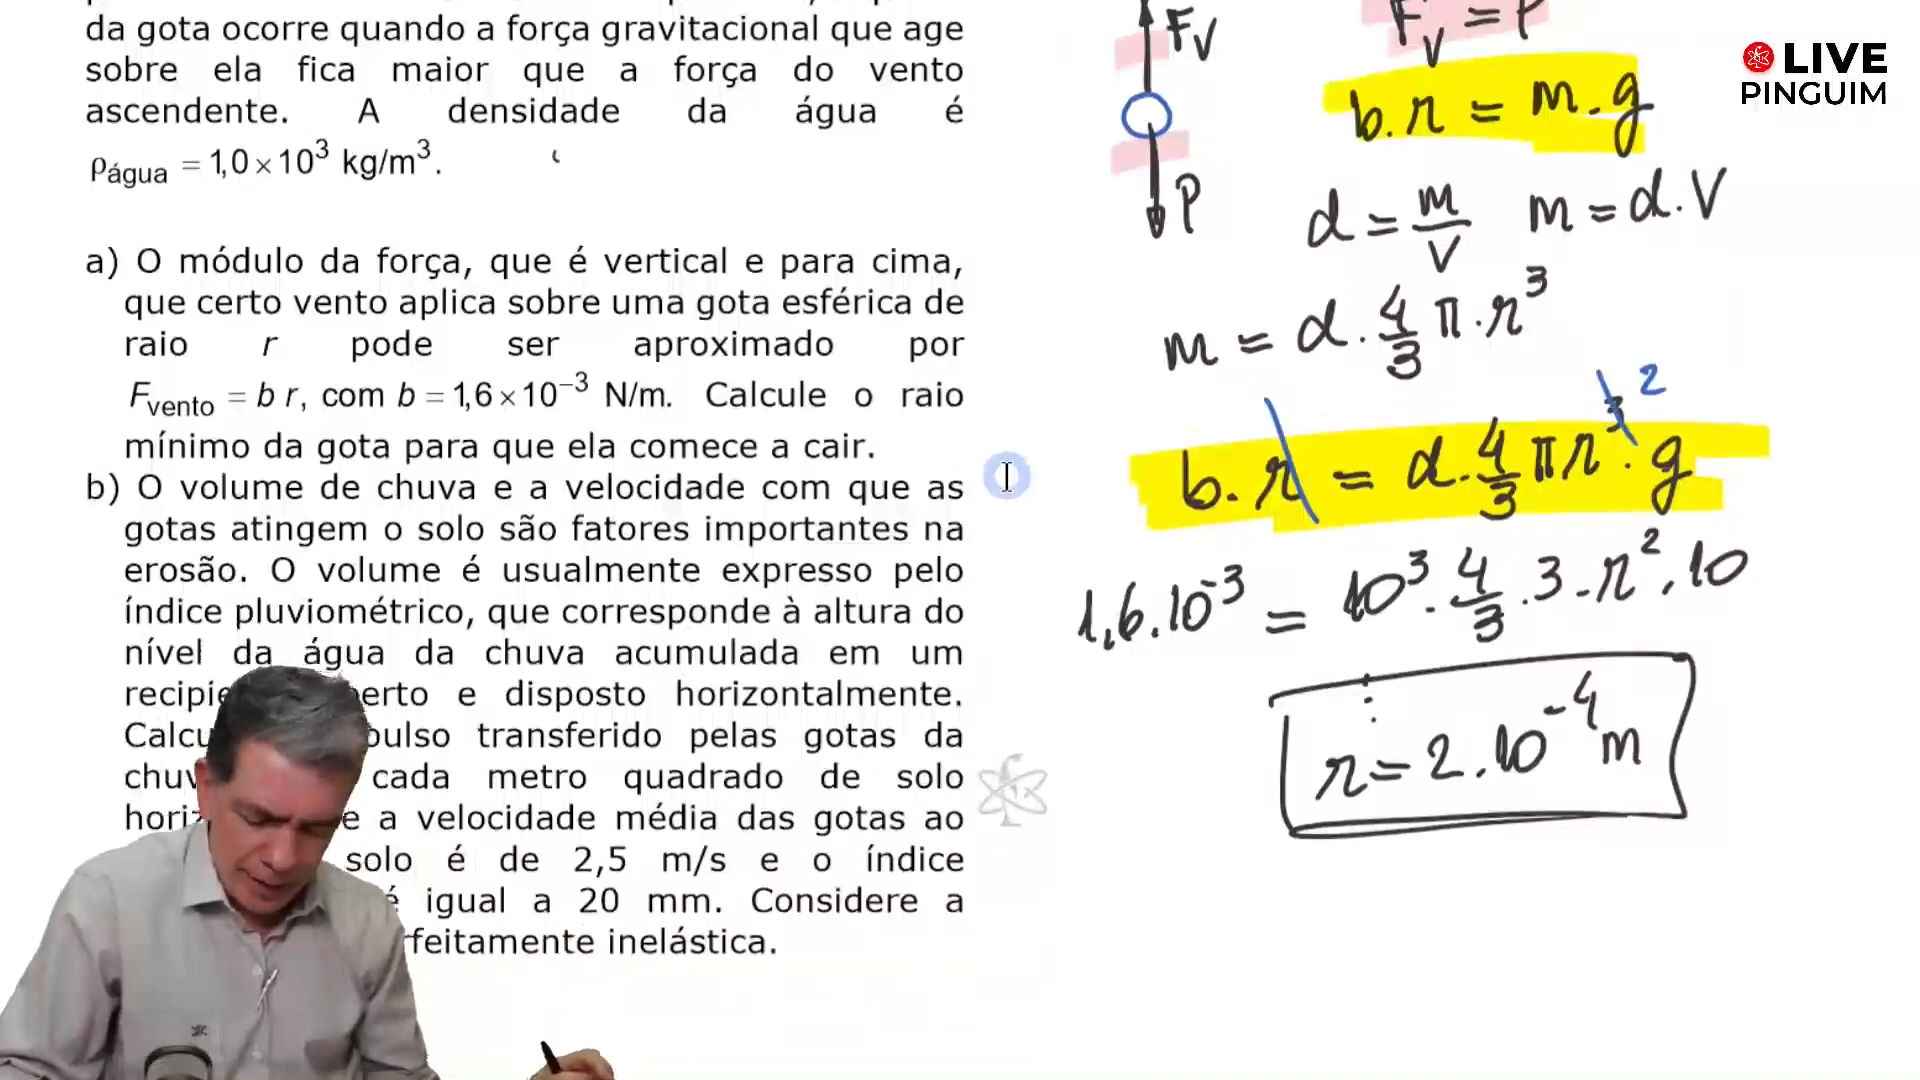 da gota ocorre quando a força gravitacional que age
sobre ela fica maior que a força do vento
ascendente. A densidade da água é
ρágua = 1,0 × 10³ kg/m³.
a) O módulo da força, que é vertical e para cima,
que certo vento aplica sobre uma gota esférica de
raio r pode ser aproximado por
Fvento = b r, com b = 1,6 × 10⁻³ N/m. Calcule o raio
mínimo da gota para que ela comece a cair.
b) O volume de chuva e a velocidade com que as
gotas atingem o solo são fatores importantes na
erosão. O volume é usualmente expresso pelo
índice pluviométrico, que corresponde à altura do
nível da água da chuva acumulada em um
e disposto horizontalmente.
transferido pelas gotas da
cada metro quadrado de solo
e a velocidade média das gotas ao
solo é de 2,5 m/s e o índice
é igual a 20 mm. Considere a
inelástica.
Fv
P
Fv = P
b.r = m.g
d = m/V m = d.V
m = d.4/3 π.r³
b.r = d.4/3 πr³.g
2
1,6.10⁻³ = 10³.4/3.3.r².10
r = 2.10⁻⁴ m
LIVE
PINGUIM